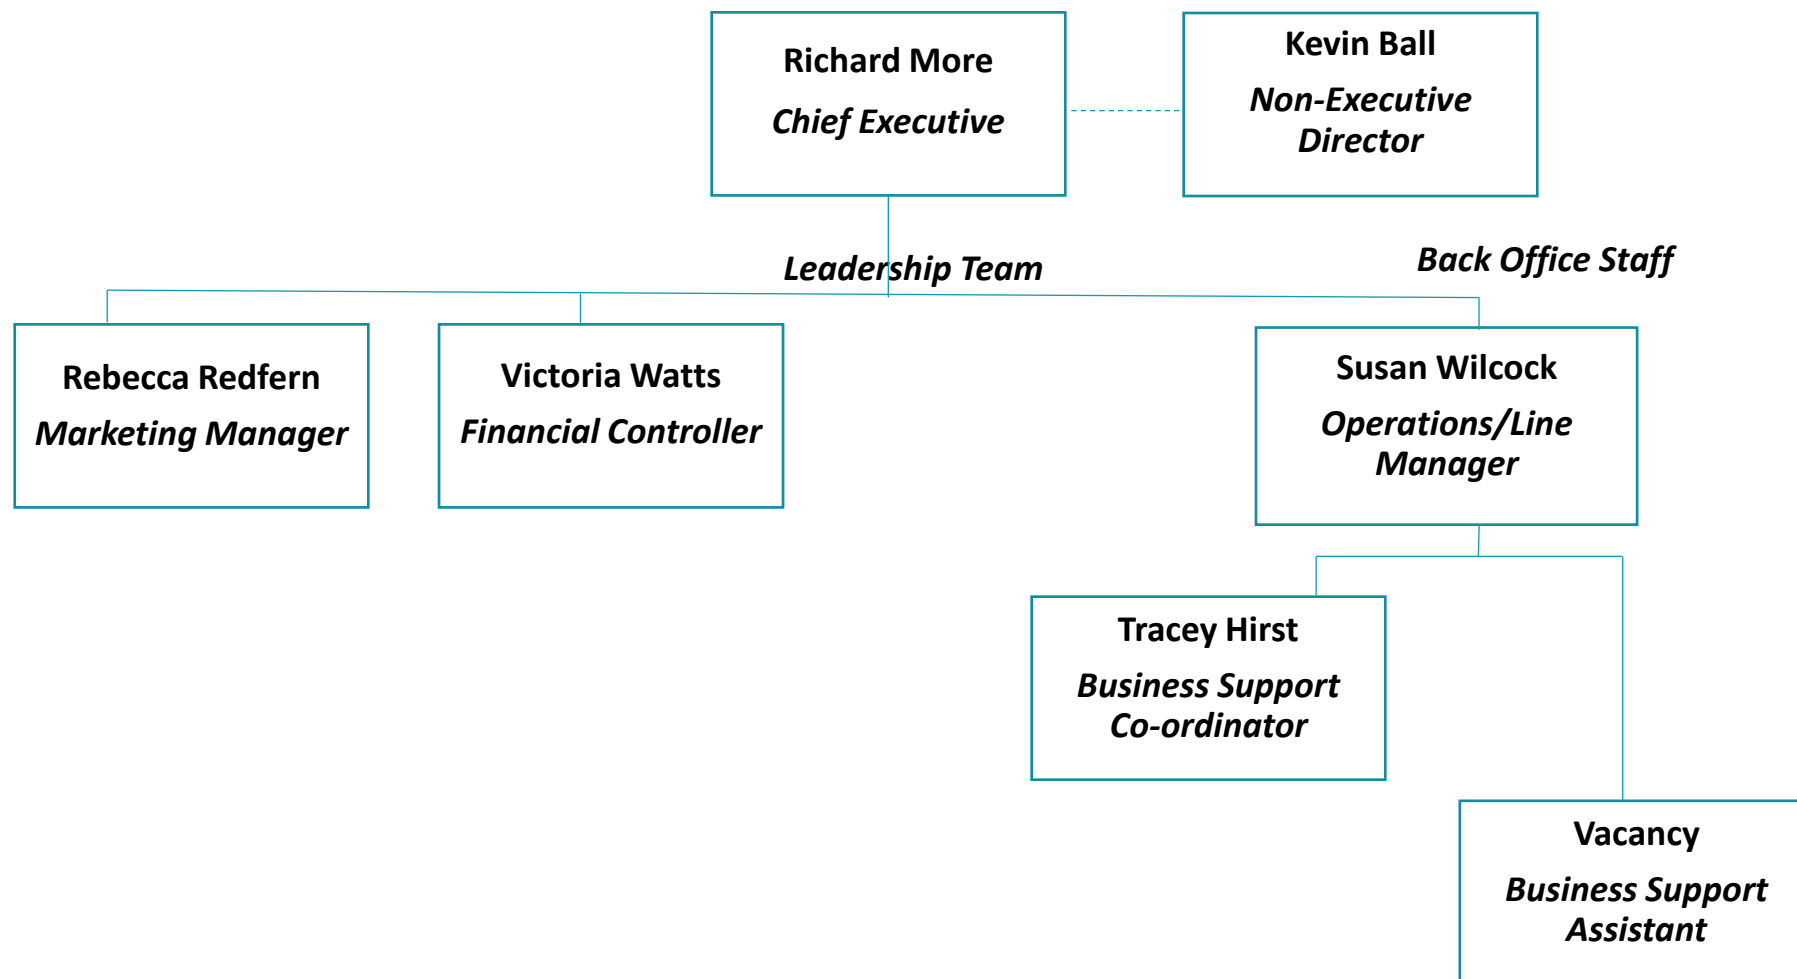 Richard More
Chief Executive
Kevin Ball
Non-Executive
Director
Leadership Team
Back Office Staff
Rebecca Redfern
Marketing Manager
Victoria Watts
Financial Controller
Susan Wilcock
Operations/Line
Manager
Tracey Hirst
Business Support
Co-ordinator
Vacancy
Business Support
Assistant